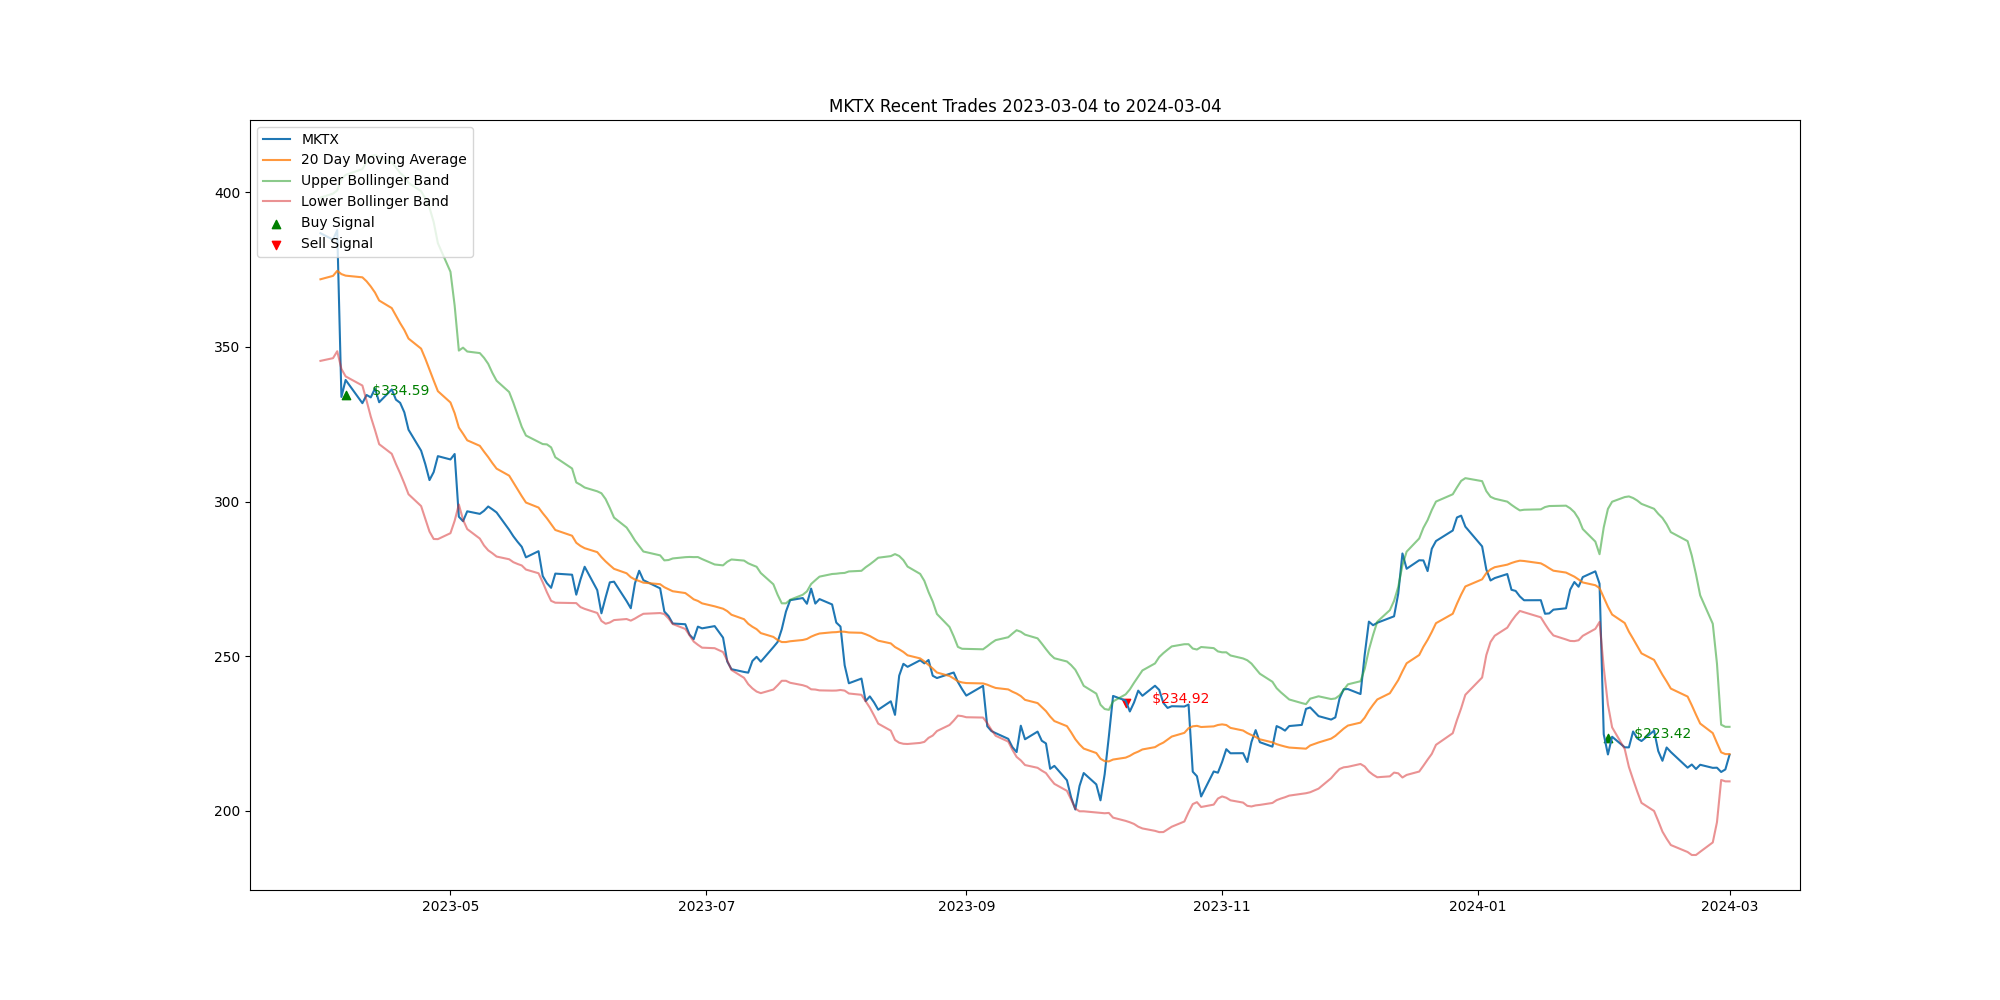 MKTX Recent Trades 2023-03-04 to 2024-03-04
MKTX
20 Day Moving Average
Upper Bollinger Band
Lower Bollinger Band
Buy Signal
Sell Signal
400
350
300
250
200
$334.59
$234.92
$223.42
2023-05
2023-07
2023-09
2023-11
2024-01
2024-03